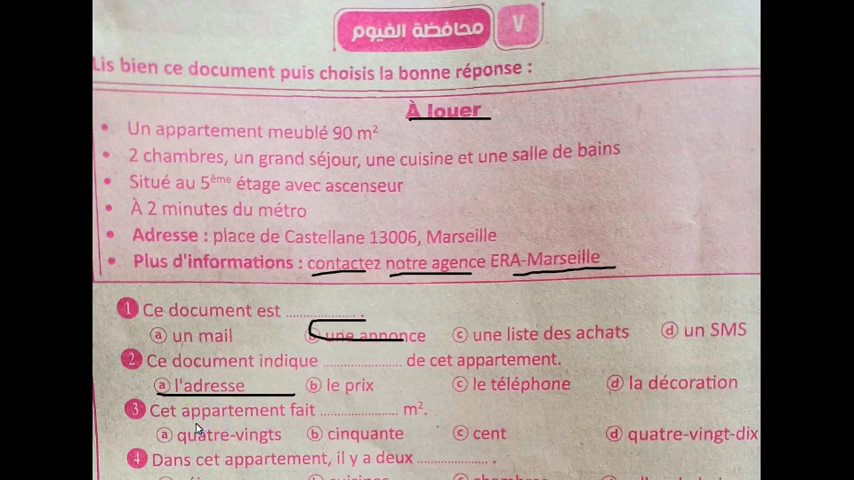 محافظة الفيوم ٧
Lis bien ce document puis choisis la bonne réponse :
À louer
• Un appartement meublé 90 m²
• 2 chambres, un grand séjour, une cuisine et une salle de bains
• Situé au 5ème étage avec ascenseur
• À 2 minutes du métro
• Adresse : place de Castellane 13006, Marseille
• Plus d'informations : contactez notre agence ERA-Marseille
1 Ce document est .................... .
a un mail b une annonce c une liste des achats d un SMS
2 Ce document indique .................... de cet appartement.
a l'adresse b le prix c le téléphone d la décoration
3 Cet appartement fait .................... m².
a quatre-vingts b cinquante c cent d quatre-vingt-dix
4 Dans cet appartement, il y a deux .................... .